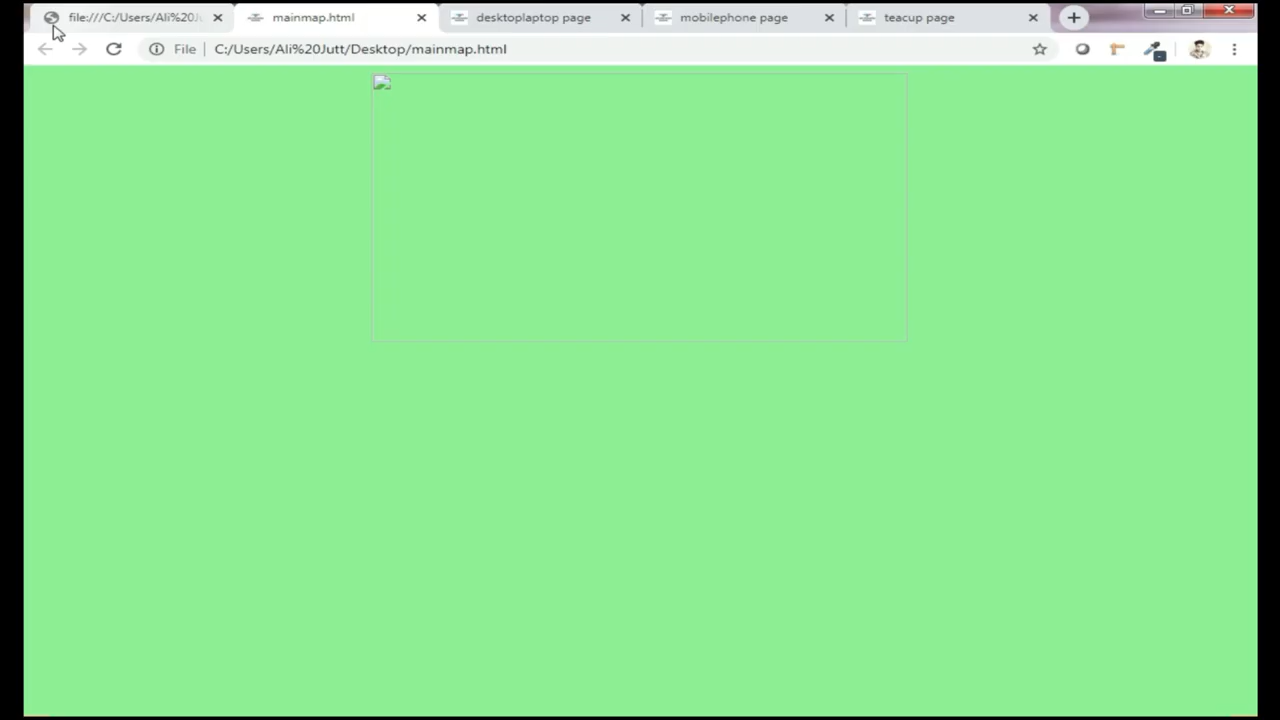 file:///C:/Users/Ali%20J
mainmap.html
desktoplaptop page
mobilephone page
teacup page
File
C:/Users/Ali%20Jutt/Desktop/mainmap.html